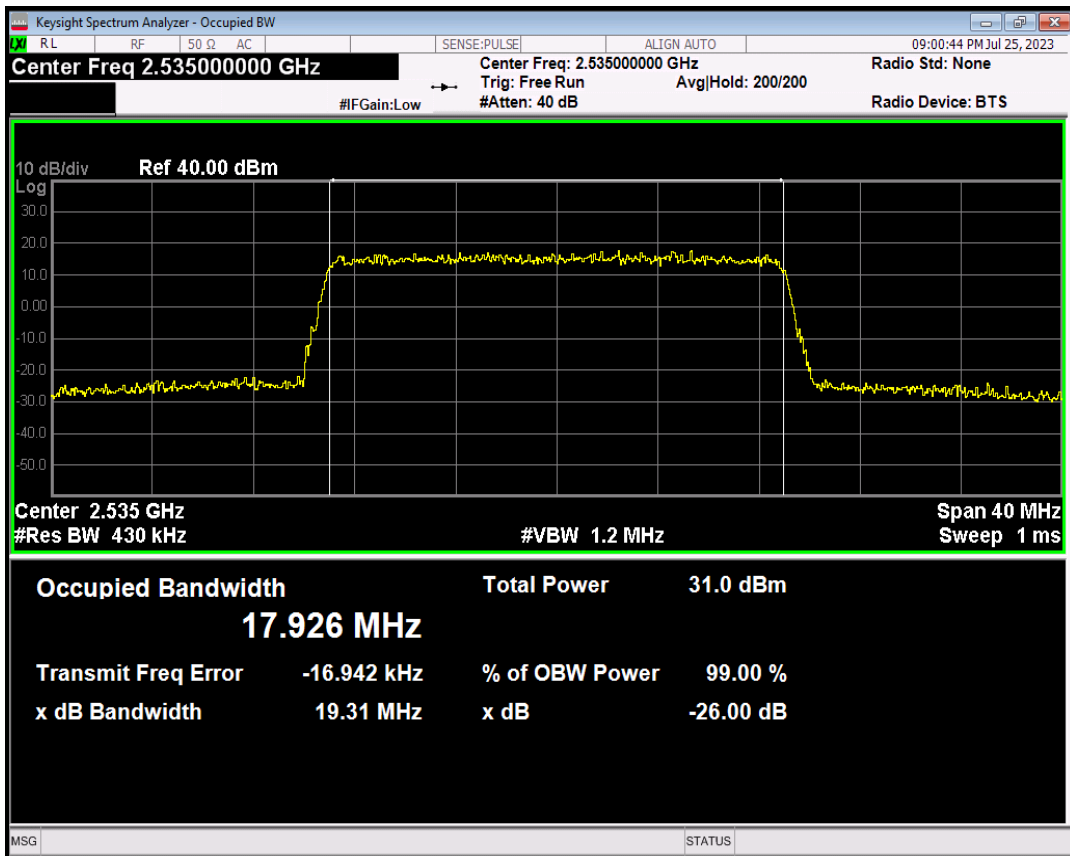 Keysight Spectrum Analyzer - Occupied BW
LXI RL RF 50 Ω AC SENSE:PULSE ALIGN AUTO 09:00:44 PM Jul 25, 2023
Center Freq 2.535000000 GHz
Center Freq: 2.535000000 GHz
Radio Std: None
Trig: Free Run Avg|Hold: 200/200
#IFGain:Low #Atten: 40 dB Radio Device: BTS
10 dB/div Ref 40.00 dBm
Log
30.0
20.0
10.0
0.00
-10.0
-20.0
-30.0
-40.0
-50.0
Center 2.535 GHz Span 40 MHz
#Res BW 430 kHz #VBW 1.2 MHz Sweep 1 ms
Occupied Bandwidth Total Power 31.0 dBm
17.926 MHz
Transmit Freq Error -16.942 kHz % of OBW Power 99.00 %
x dB Bandwidth 19.31 MHz x dB -26.00 dB
MSG STATUS